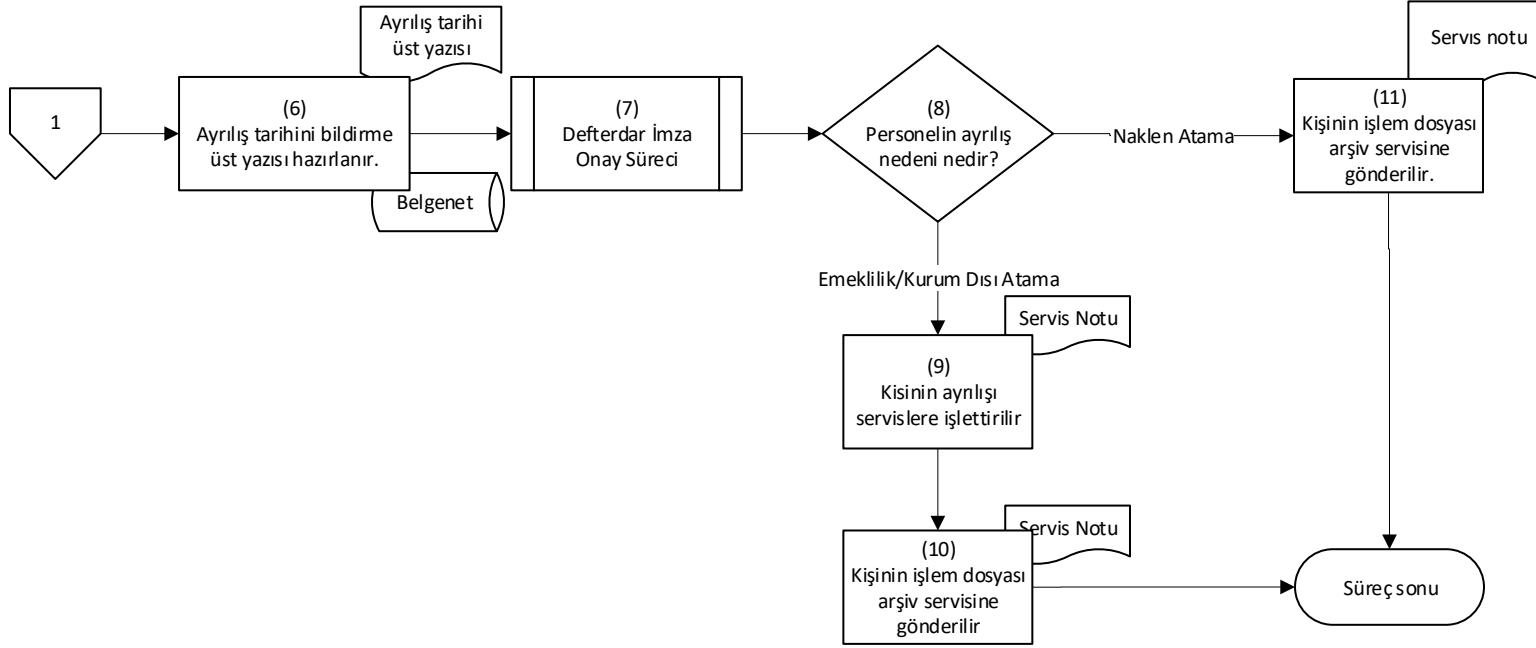 1
Ayrılış tarihi
üst yazısı
(6)
Ayrılış tarihini bildirme
üst yazısı hazırlanır.
Belgenet
(7)
Defterdar İmza
Onay Süreci
(8)
Personelin ayrılış
nedeni nedir?
Naklen Atama
Servıs notu
(11)
Kişinin işlem dosyası
arşiv servisine
gönderilir.
Emeklilik/Kurum Dısı Atama
Servis Notu
(9)
Kisinin ayrılışı
servislere işlettirilir
Servis Notu
(10)
Kişinin işlem dosyası
arşiv servisine
gönderilir
Süreç sonu